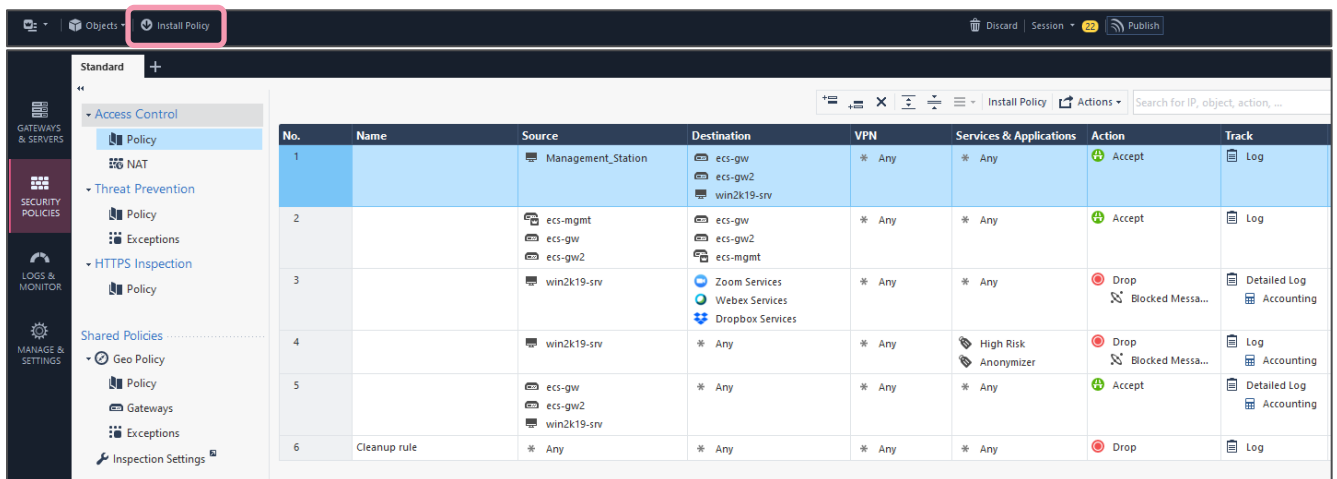 Objects Install Policy Discard Session 22 Publish
Standard +
GATEWAYS
& SERVERS
SECURITY
POLICIES
LOGS &
MONITOR
MANAGE &
SETTINGS
Access Control
Policy
NAT
Threat Prevention
Policy
Exceptions
HTTPS Inspection
Policy
Shared Policies
Geo Policy
Policy
Gateways
Exceptions
Inspection Settings
Install Policy Actions Search for IP, object, action, ...
No. Name Source Destination VPN Services & Applications Action Track
1 Management_Station ecs-gw * Any * Any Accept Log
ecs-gw2
win2k19-srv
2 ecs-mgmt ecs-gw * Any * Any Accept Log
ecs-gw ecs-gw2
ecs-gw2 ecs-mgmt
3 win2k19-srv Zoom Services * Any * Any Drop Detailed Log
Webex Services Blocked Messa... Accounting
Dropbox Services
4 win2k19-srv * Any * Any High Risk Drop Log
Anonymizer Blocked Messa... Accounting
5 ecs-gw * Any * Any * Any Accept Detailed Log
ecs-gw2 Accounting
win2k19-srv
6 Cleanup rule * Any * Any * Any * Any Drop Log